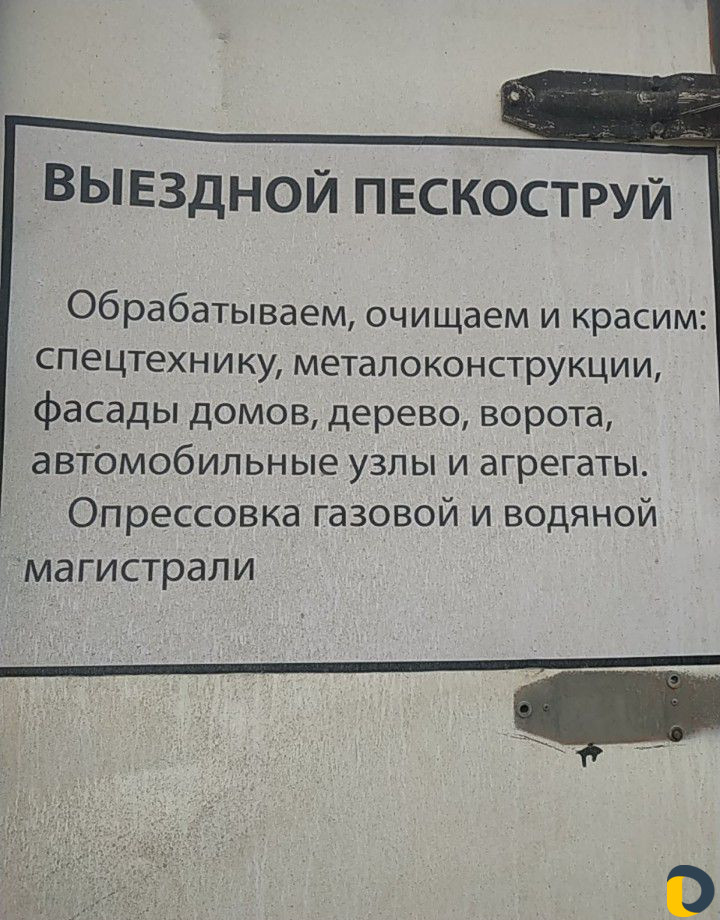 ВЫЕЗДНОЙ ПЕСКОСТРУЙ
Обрабатываем, очищаем и красим:
спецтехнику, металоконструкции,
фасады домов, дерево, ворота,
автомобильные узлы и агрегаты.
Опрессовка газовой и водяной
магистрали